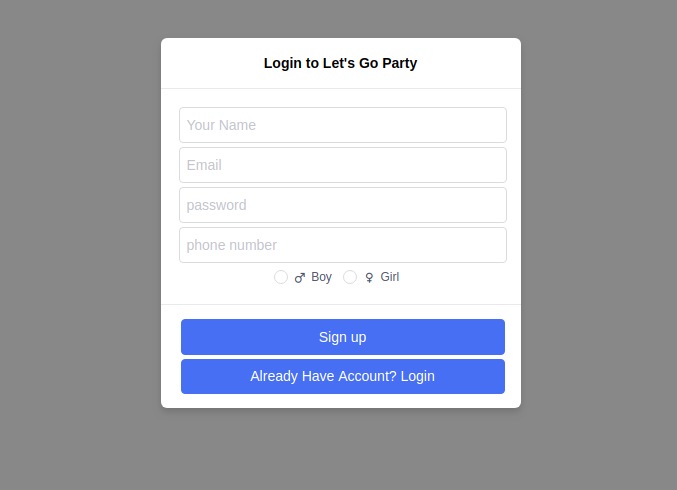 Login to Let's Go Party
Your Name
Email
password
phone number
♂ Boy ♀ Girl
Sign up
Already Have Account? Login